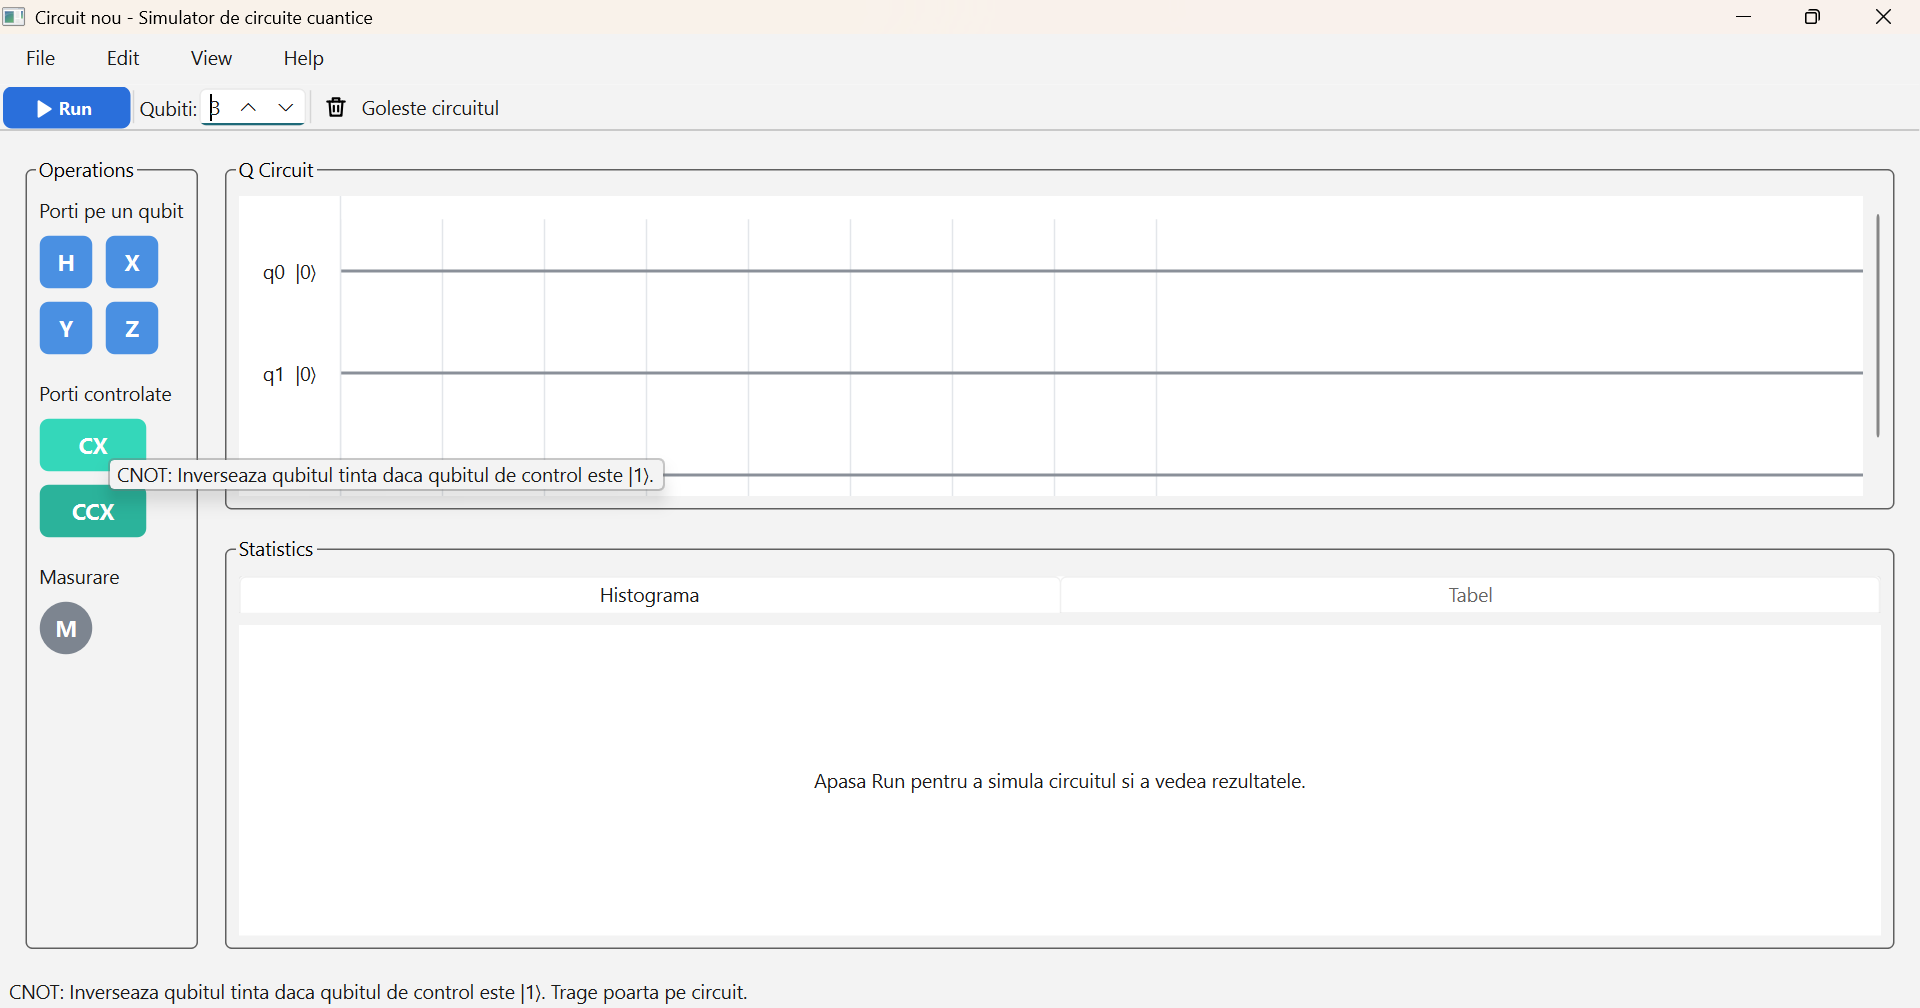 Circuit nou - Simulator de circuite cuantice
File Edit View Help
Run Qubiti: 3 Goleste circuitul
Operations
Porti pe un qubit
H X
Y Z
Porti controlate
CX
CNOT: Inverseaza qubitul tinta daca qubitul de control este |1⟩.
CCX
Masurare
M
Q Circuit
q0 |0⟩
q1 |0⟩
Statistics
Histograma Tabel
Apasa Run pentru a simula circuitul si a vedea rezultatele.
CNOT: Inverseaza qubitul tinta daca qubitul de control este |1⟩. Trage poarta pe circuit.